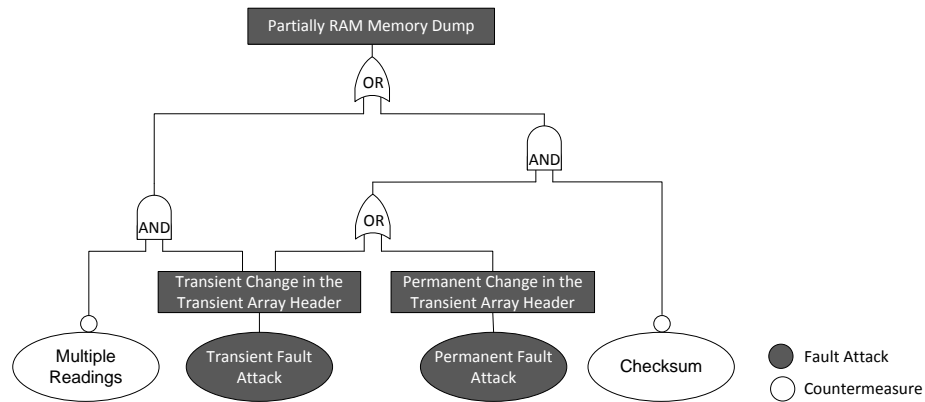 Partially RAM Memory Dump
OR
AND
OR
AND
Transient Change in the
Transient Array Header
Permanent Change in the
Transient Array Header
Multiple
Readings
Transient Fault
Attack
Permanent Fault
Attack
Checksum
Fault Attack
Countermeasure